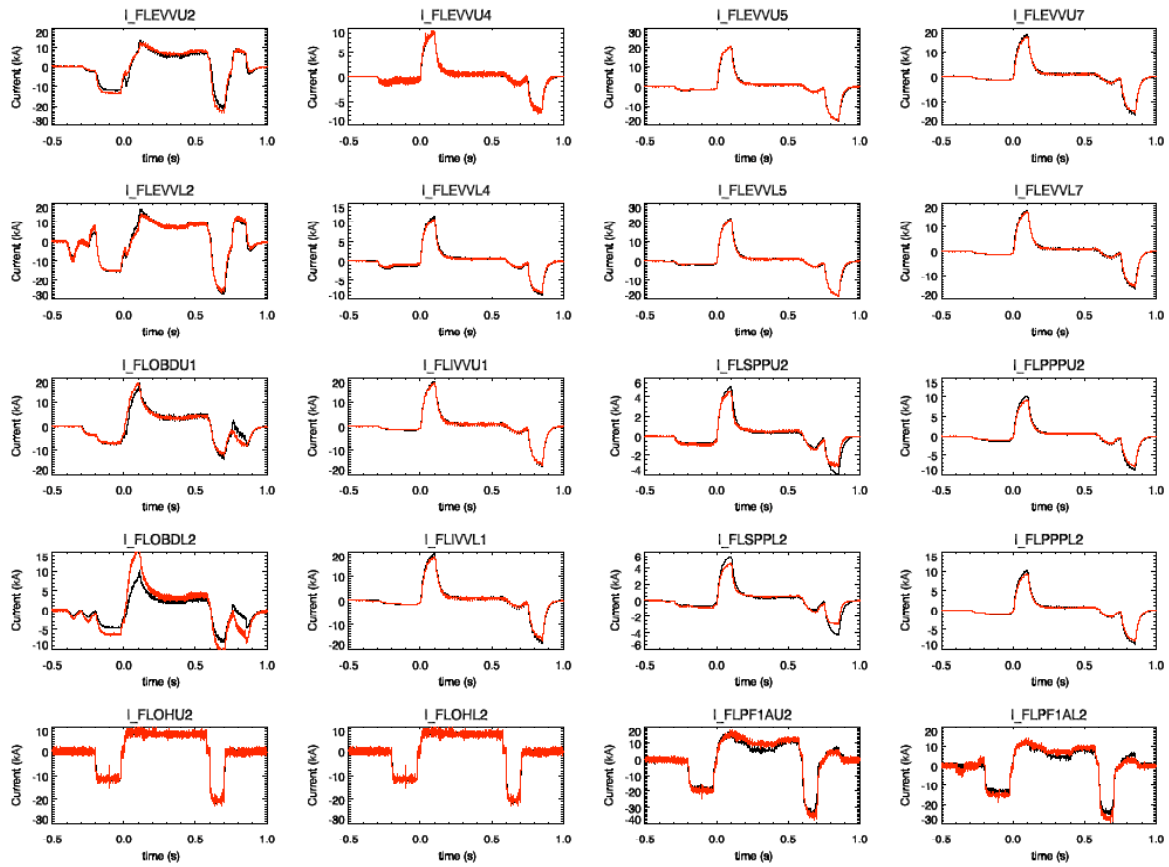 I_FLEVVU2
Current (kA)
20
10
0
-10
-20
-30
-0.5 0.0 0.5 1.0
time (s)
I_FLEVVU4
Current (kA)
10
5
0
-5
-10
-0.5 0.0 0.5 1.0
time (s)
I_FLEVVU5
Current (kA)
30
20
10
0
-10
-20
-0.5 0.0 0.5 1.0
time (s)
I_FLEVVU7
Current (kA)
20
10
0
-10
-20
-0.5 0.0 0.5 1.0
time (s)
I_FLEVVL2
Current (kA)
20
10
0
-10
-20
-30
-0.5 0.0 0.5 1.0
time (s)
I_FLEVVL4
Current (kA)
15
10
5
0
-5
-10
-0.5 0.0 0.5 1.0
time (s)
I_FLEVVL5
Current (kA)
30
20
10
0
-10
-20
-0.5 0.0 0.5 1.0
time (s)
I_FLEVVL7
Current (kA)
20
10
0
-10
-20
-0.5 0.0 0.5 1.0
time (s)
I_FLOBDU1
Current (kA)
20
10
0
-10
-20
-0.5 0.0 0.5 1.0
time (s)
I_FLIVVU1
Current (kA)
20
10
0
-10
-20
-0.5 0.0 0.5 1.0
time (s)
I_FLSPPU2
Current (kA)
6
4
2
0
-2
-4
-0.5 0.0 0.5 1.0
time (s)
I_FLPPPU2
Current (kA)
15
10
5
0
-5
-10
-0.5 0.0 0.5 1.0
time (s)
I_FLOBDL2
Current (kA)
15
10
5
0
-5
-10
-0.5 0.0 0.5 1.0
time (s)
I_FLIVVL1
Current (kA)
20
10
0
-10
-20
-0.5 0.0 0.5 1.0
time (s)
I_FLSPPL2
Current (kA)
6
4
2
0
-2
-4
-6
-0.5 0.0 0.5 1.0
time (s)
I_FLPPPL2
Current (kA)
15
10
5
0
-5
-10
-0.5 0.0 0.5 1.0
time (s)
I_FLOHU2
Current (kA)
10
0
-10
-20
-30
-0.5 0.0 0.5 1.0
time (s)
I_FLOHL2
Current (kA)
10
0
-10
-20
-30
-0.5 0.0 0.5 1.0
time (s)
I_FLPF1AU2
Current (kA)
20
10
0
-10
-20
-30
-40
-0.5 0.0 0.5 1.0
time (s)
I_FLPF1AL2
Current (kA)
20
10
0
-10
-20
-30
-0.5 0.0 0.5 1.0
time (s)